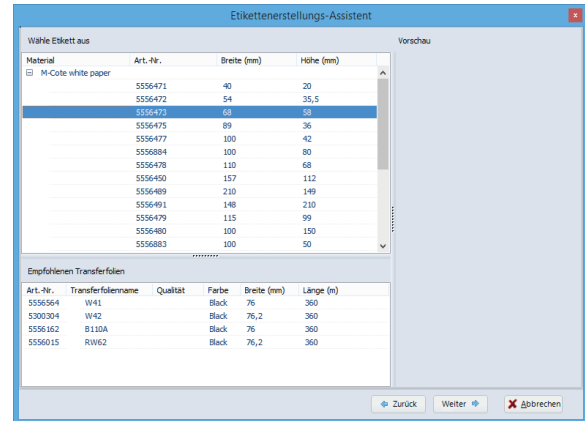 Etikettenerstellungs-Assistent
x
Wähle Etikett aus
Vorschau
Material Art.-Nr. Breite (mm) Höhe (mm)
M-Cote white paper
5556471 40 20
5556472 54 35,5
5556473 68 58
5556475 89 36
5556477 100 42
5556884 100 80
5556478 110 68
5556450 157 112
5556489 210 149
5556491 148 210
5556479 115 99
5556480 100 150
5556883 100 50
Empfohlenen Transferfolien
Art.-Nr. Transferfolienname Qualität Farbe Breite (mm) Länge (m)
5556564 W41 Black 76 360
5300304 W42 Black 76,2 360
5556162 B110A Black 76 360
5556015 RW62 Black 76,2 360
Zurück Weiter Abbrechen